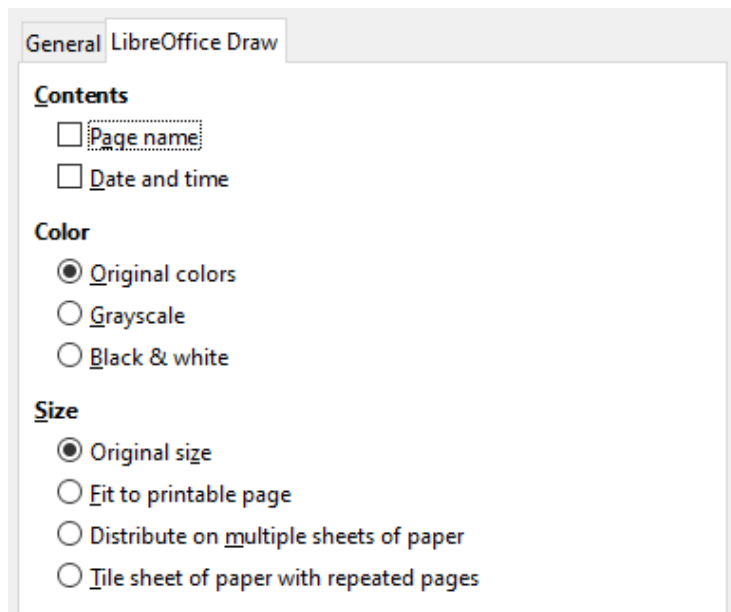 General LibreOffice Draw
Contents
Page name
Date and time
Color
Original colors
Grayscale
Black & white
Size
Original size
Fit to printable page
Distribute on multiple sheets of paper
Tile sheet of paper with repeated pages